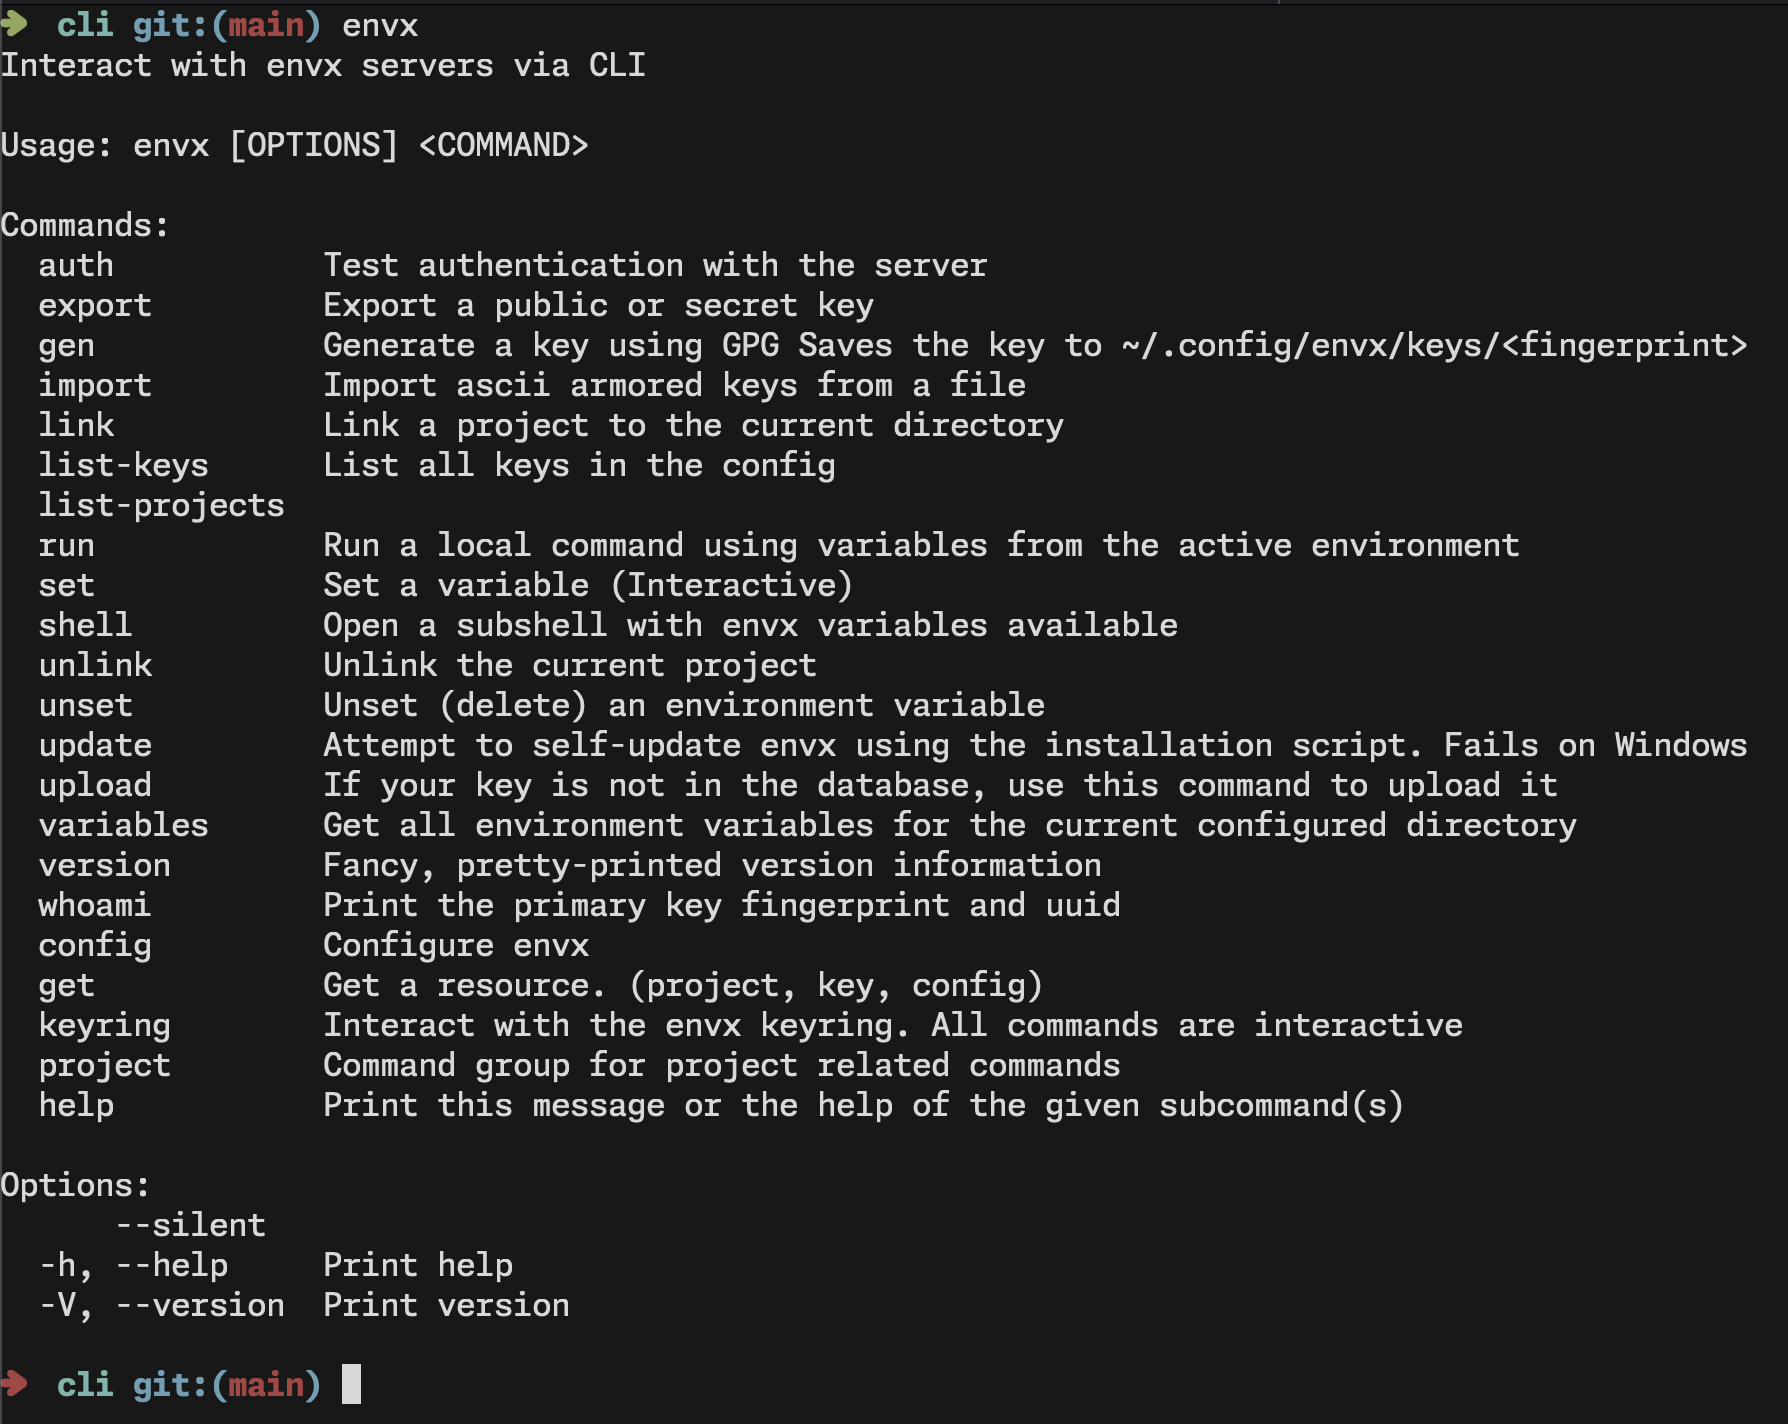 ➜  cli git:(main) envx
Interact with envx servers via CLI

Usage: envx [OPTIONS] <COMMAND>

Commands:
  auth           Test authentication with the server
  export         Export a public or secret key
  gen            Generate a key using GPG Saves the key to ~/.config/envx/keys/<fingerprint>
  import         Import ascii armored keys from a file
  link           Link a project to the current directory
  list-keys      List all keys in the config
  list-projects
  run            Run a local command using variables from the active environment
  set            Set a variable (Interactive)
  shell          Open a subshell with envx variables available
  unlink         Unlink the current project
  unset          Unset (delete) an environment variable
  update         Attempt to self-update envx using the installation script. Fails on Windows
  upload         If your key is not in the database, use this command to upload it
  variables      Get all environment variables for the current configured directory
  version        Fancy, pretty-printed version information
  whoami         Print the primary key fingerprint and uuid
  config         Configure envx
  get            Get a resource. (project, key, config)
  keyring        Interact with the envx keyring. All commands are interactive
  project        Command group for project related commands
  help           Print this message or the help of the given subcommand(s)

Options:
      --silent
  -h, --help     Print help
  -V, --version  Print version

➜  cli git:(main)